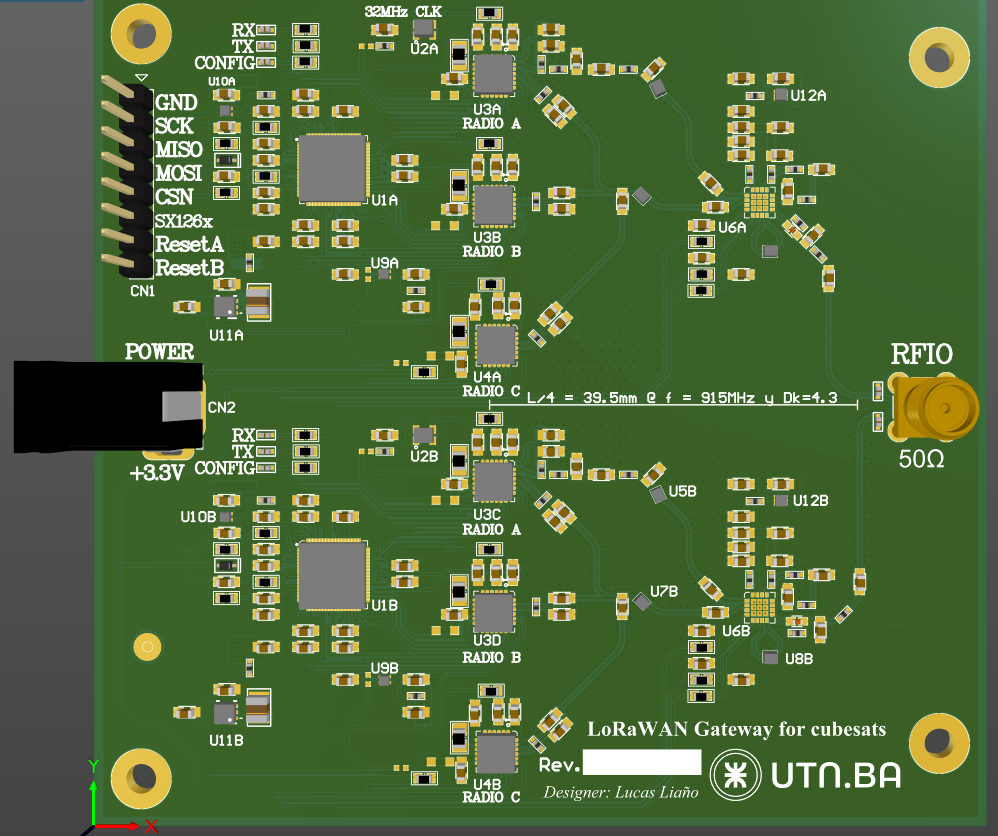 32MHz CLK
RX
TX
CONFIG
U2A
U10A
GND
SCK
MISO
MOSI
CSN
SX126x
ResetA
ResetB
CN1
U1A
U3A
RADIO A
U12A
U3B
RADIO B
U6A
U9A
U11A
POWER
CN2
+3.3V
U4A
RADIO C
L/4 = 39.5mm @ f = 915MHz y Dk=4.3
RFIO
50Ω
RX
TX
CONFIG
U2B
U10B
U1B
U3C
RADIO A
U5B
U12B
U7B
U3D
RADIO B
U6B
U8B
U9B
U11B
U4B
RADIO C
LoRaWAN Gateway for cubesats
Rev.
UTN.BA
Designer: Lucas Liaño
Y
X